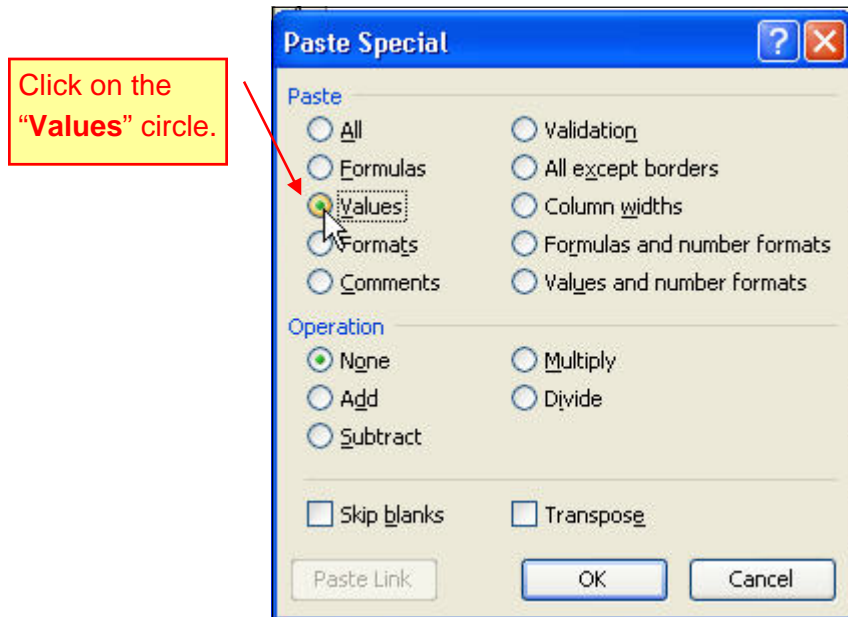 Paste Special
Click on the
“Values” circle.
Paste
All
Validation
Formulas
All except borders
Values
Column widths
Formats
Formulas and number formats
Comments
Values and number formats
Operation
None
Multiply
Add
Divide
Subtract
Skip blanks
Transpose
Paste Link
OK
Cancel